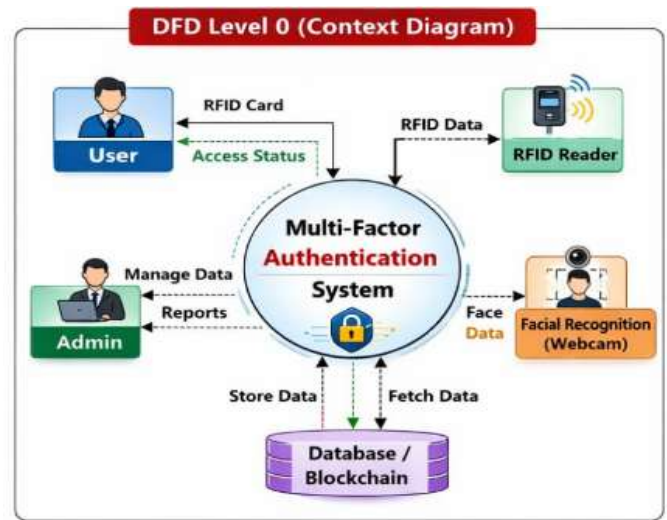 DFD Level 0 (Context Diagram)
RFID Card
User
Access Status
RFID Data
RFID Reader
Multi-Factor
Authentication
System
Manage Data
Reports
Admin
Face
Data
Facial Recognition
(Webcam)
Store Data
Fetch Data
Database /
Blockchain